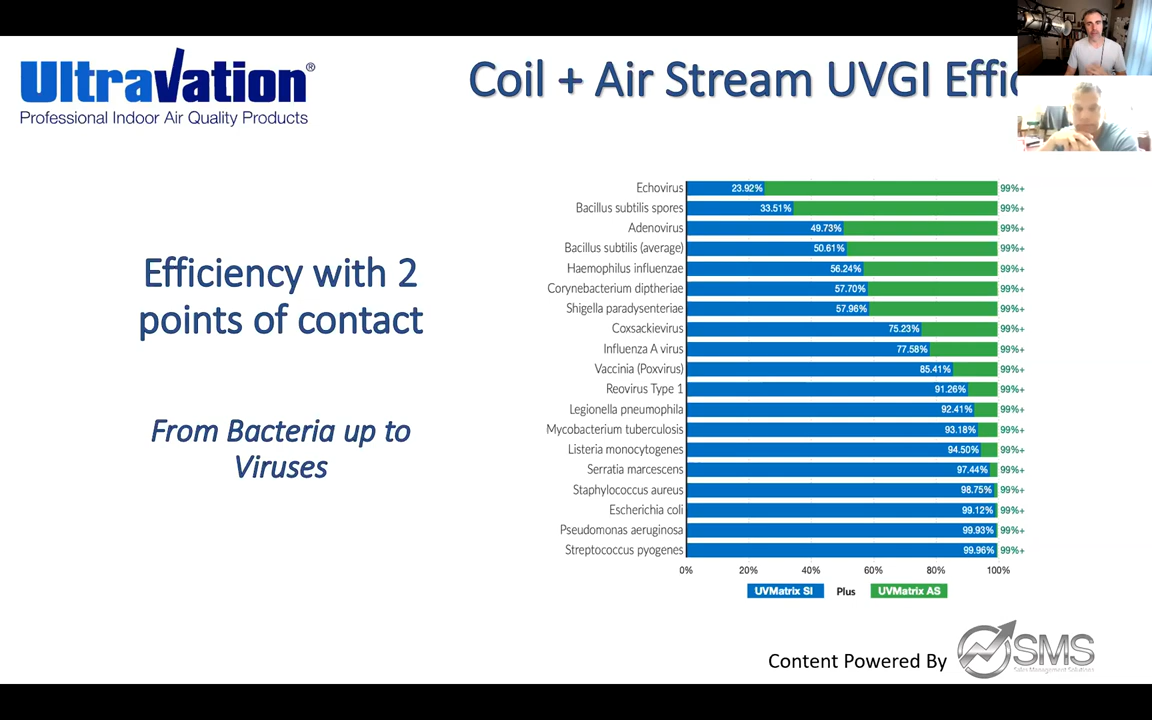 Ultravation®
Professional Indoor Air Quality Products
Coil + Air Stream UVGI Effic
Efficiency with 2
points of contact
From Bacteria up to
Viruses
Echovirus 23.92% 99%+
Bacillus subtilis spores 33.51% 99%+
Adenovirus 49.73% 99%+
Bacillus subtilis (average) 50.61% 99%+
Haemophilus influenzae 56.24% 99%+
Corynebacterium diptheriae 57.70% 99%+
Shigella paradysenteriae 57.96% 99%+
Coxsackievirus 75.23% 99%+
Influenza A virus 77.58% 99%+
Vaccinia (Poxvirus) 85.41% 99%+
Reovirus Type 1 91.26% 99%+
Legionella pneumophila 92.41% 99%+
Mycobacterium tuberculosis 93.18% 99%+
Listeria monocytogenes 94.50% 99%+
Serratia marcescens 97.44% 99%+
Staphylococcus aureus 98.75% 99%+
Escherichia coli 99.12% 99%+
Pseudomonas aeruginosa 99.93% 99%+
Streptococcus pyogenes 99.96% 99%+
0% 20% 40% 60% 80% 100%
UVMatrix SI Plus UVMatrix AS
Content Powered By
SMS
Sales Management Solutions